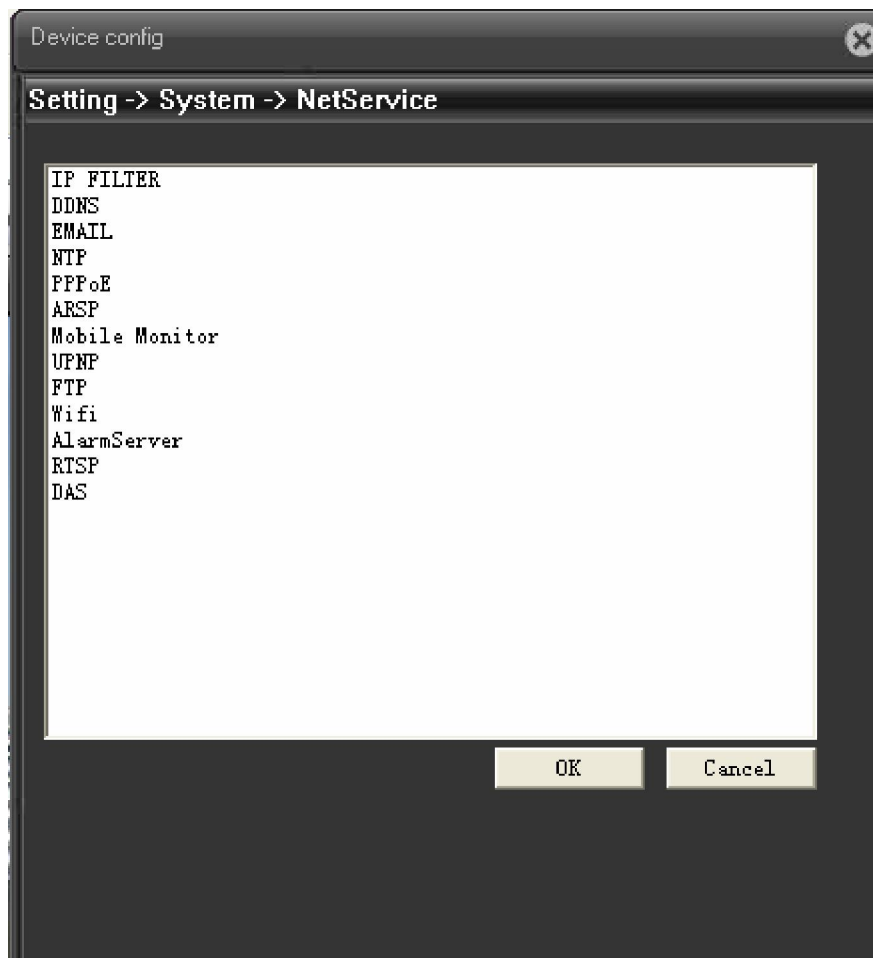 Device config
Setting -> System -> NetService
IP FILTER
DDNS
EMAIL
NTP
PPPoE
ARSP
Mobile Monitor
UPNP
FTP
Wifi
AlarmServer
RTSP
DAS
OK Cancel